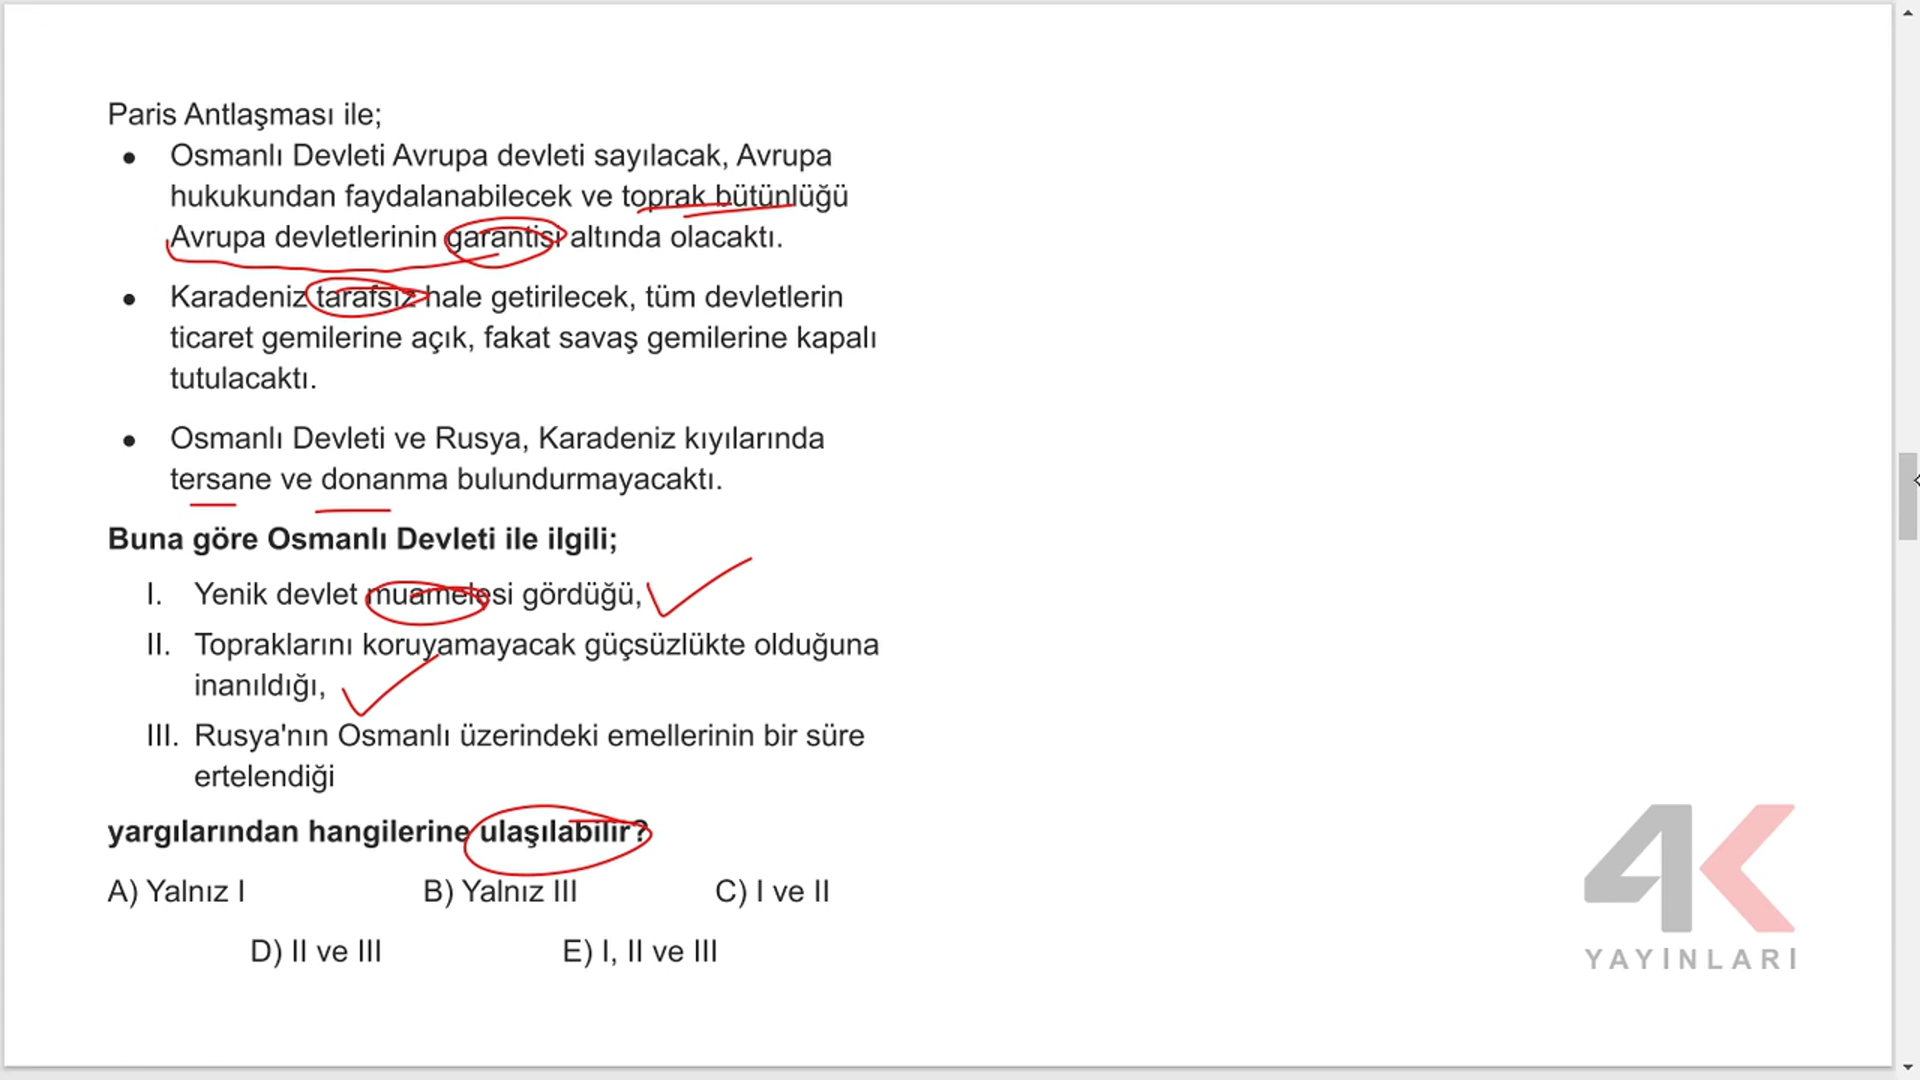 Paris Antlaşması ile;
● Osmanlı Devleti Avrupa devleti sayılacak, Avrupa
hukukundan faydalanabilecek ve toprak bütünlüğü
Avrupa devletlerinin garantisi altında olacaktı.
● Karadeniz tarafsız hale getirilecek, tüm devletlerin
ticaret gemilerine açık, fakat savaş gemilerine kapalı
tutulacaktı.
● Osmanlı Devleti ve Rusya, Karadeniz kıyılarında
tersane ve donanma bulundurmayacaktı.
Buna göre Osmanlı Devleti ile ilgili;
I. Yenik devlet muamelesi gördüğü,
II. Topraklarını koruyamayacak güçsüzlükte olduğuna
inanıldığı,
III. Rusya'nın Osmanlı üzerindeki emellerinin bir süre
ertelendiği
yargılarından hangilerine ulaşılabilir?
A) Yalnız I B) Yalnız III C) I ve II
D) II ve III E) I, II ve III
4K
YAYİNLARİ